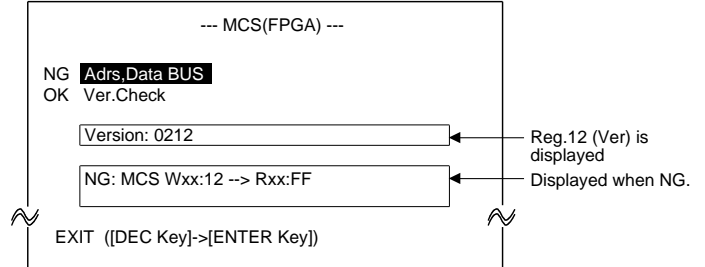 --- MCS(FPGA) ---
NG Adrs,Data BUS
OK Ver.Check
Version: 0212
Reg.12 (Ver) is
displayed
NG: MCS Wxx:12 --> Rxx:FF
Displayed when NG.
EXIT ([DEC Key]->[ENTER Key])